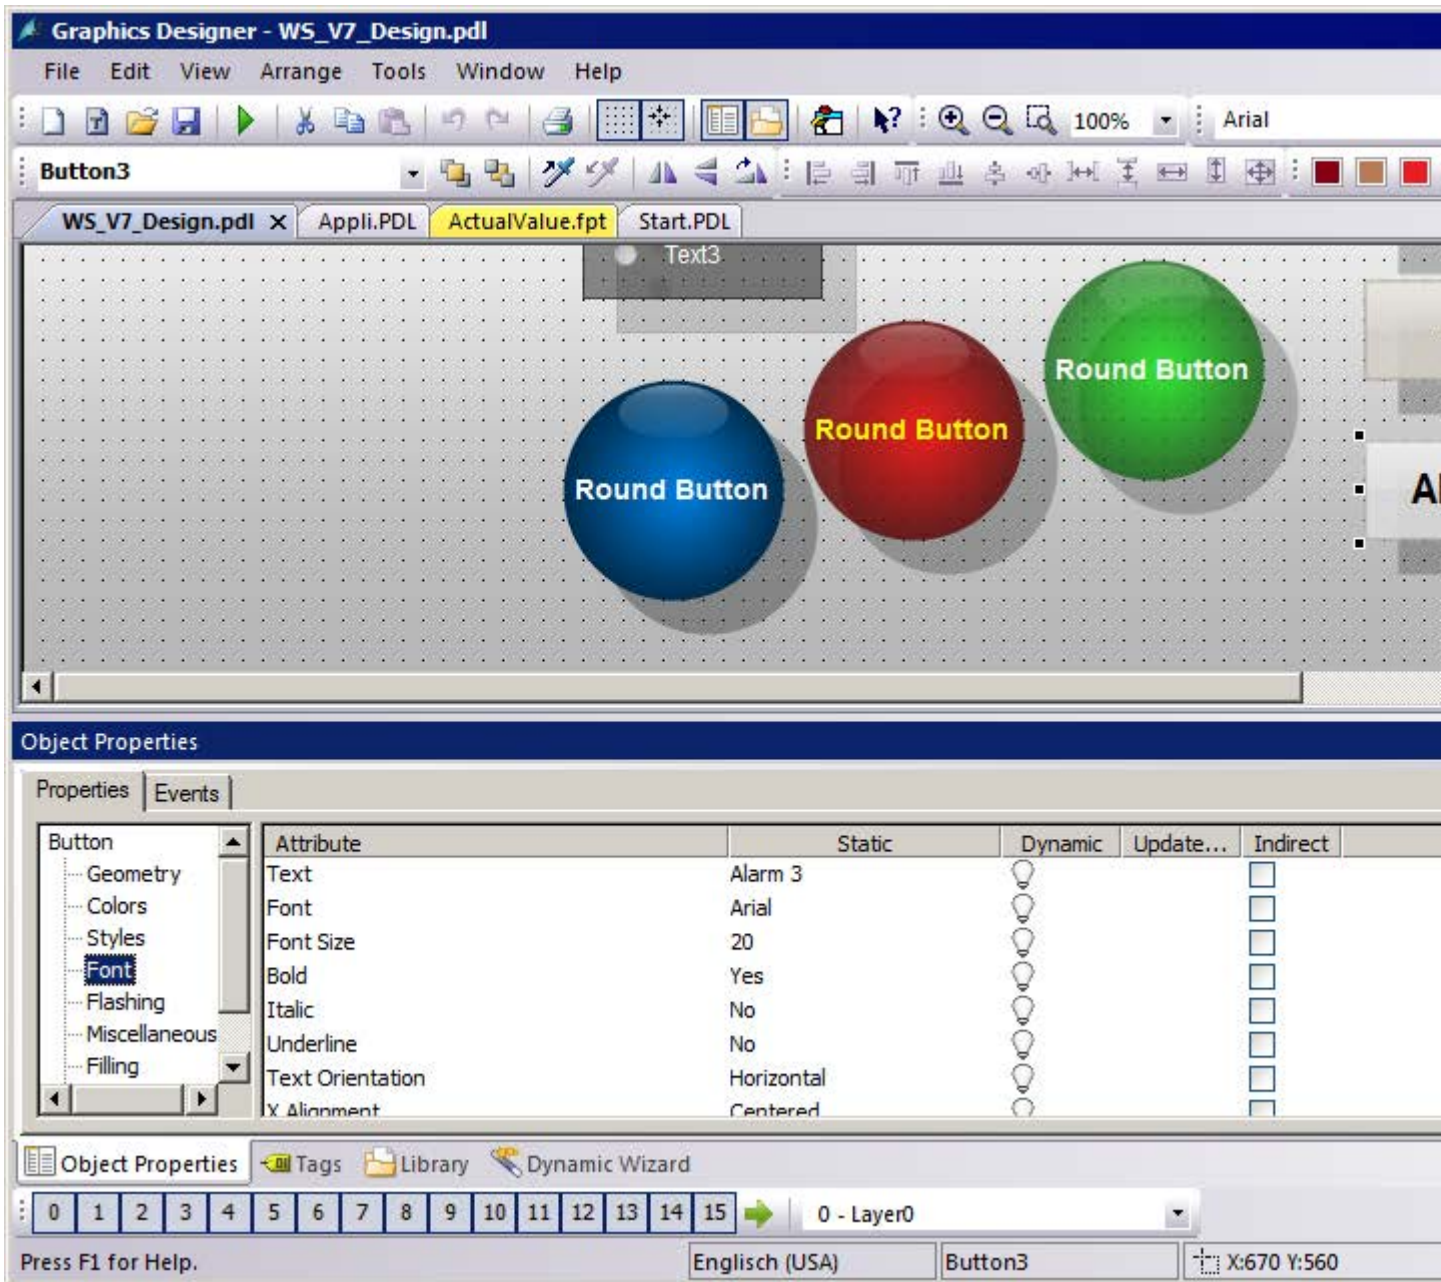 Graphics Designer - WS_V7_Design.pdl
File Edit View Arrange Tools Window Help
100% Arial
Button3
WS_V7_Design.pdl X Appli.PDL ActualValue.fpt Start.PDL
Text3
Round Button
Round Button
Round Button
Object Properties
Properties Events
Button
Geometry
Colors
Styles
Font
Flashing
Miscellaneous
Filling
Attribute Static Dynamic Update... Indirect
Text Alarm 3
Font Arial
Font Size 20
Bold Yes
Italic No
Underline No
Text Orientation Horizontal
X Alignment Centered
Object Properties Tags Library Dynamic Wizard
0 1 2 3 4 5 6 7 8 9 10 11 12 13 14 15 0 - Layer0
Press F1 for Help. Englisch (USA) Button3 X:670 Y:560